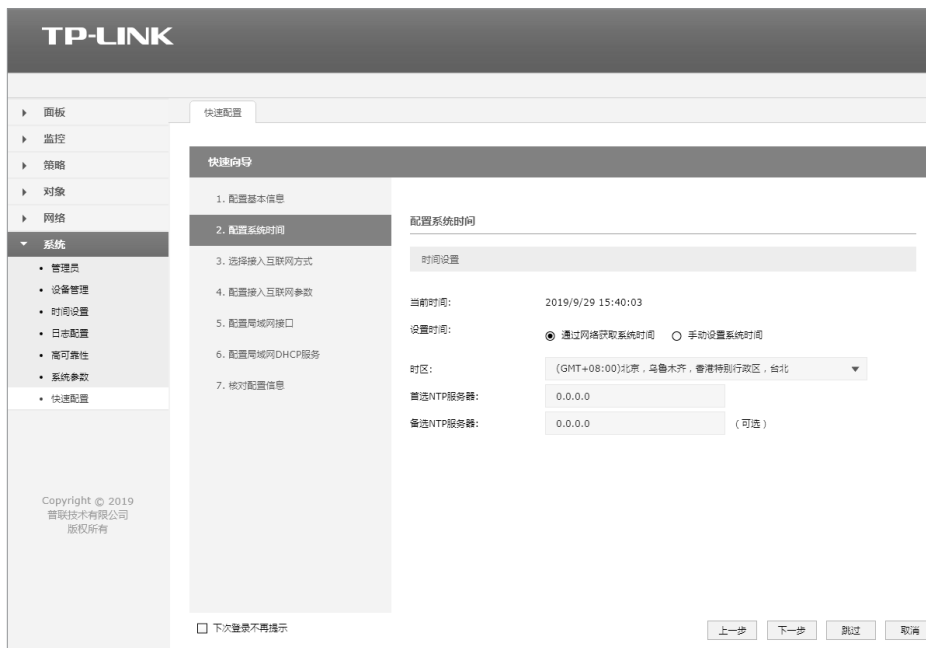 TP-LINK
面板
监控
策略
对象
网络
系统
管理员
设备管理
时间设置
日志配置
高可靠性
系统参数
快速配置
Copyright © 2019
普联技术有限公司
版权所有
快速配置
快速向导
1. 配置基本信息
2. 配置系统时间
3. 选择接入互联网方式
4. 配置接入互联网参数
5. 配置局域网接口
6. 配置局域网DHCP服务
7. 核对配置信息
配置系统时间
时间设置
当前时间: 2019/9/29 15:40:03
设置时间: 通过网络获取系统时间 手动设置系统时间
时区: (GMT+08:00)北京，乌鲁木齐，香港特别行政区，台北
首选NTP服务器: 0.0.0.0
备选NTP服务器: 0.0.0.0 （可选）
下次登录不再提示
上一步 下一步 跳过 取消